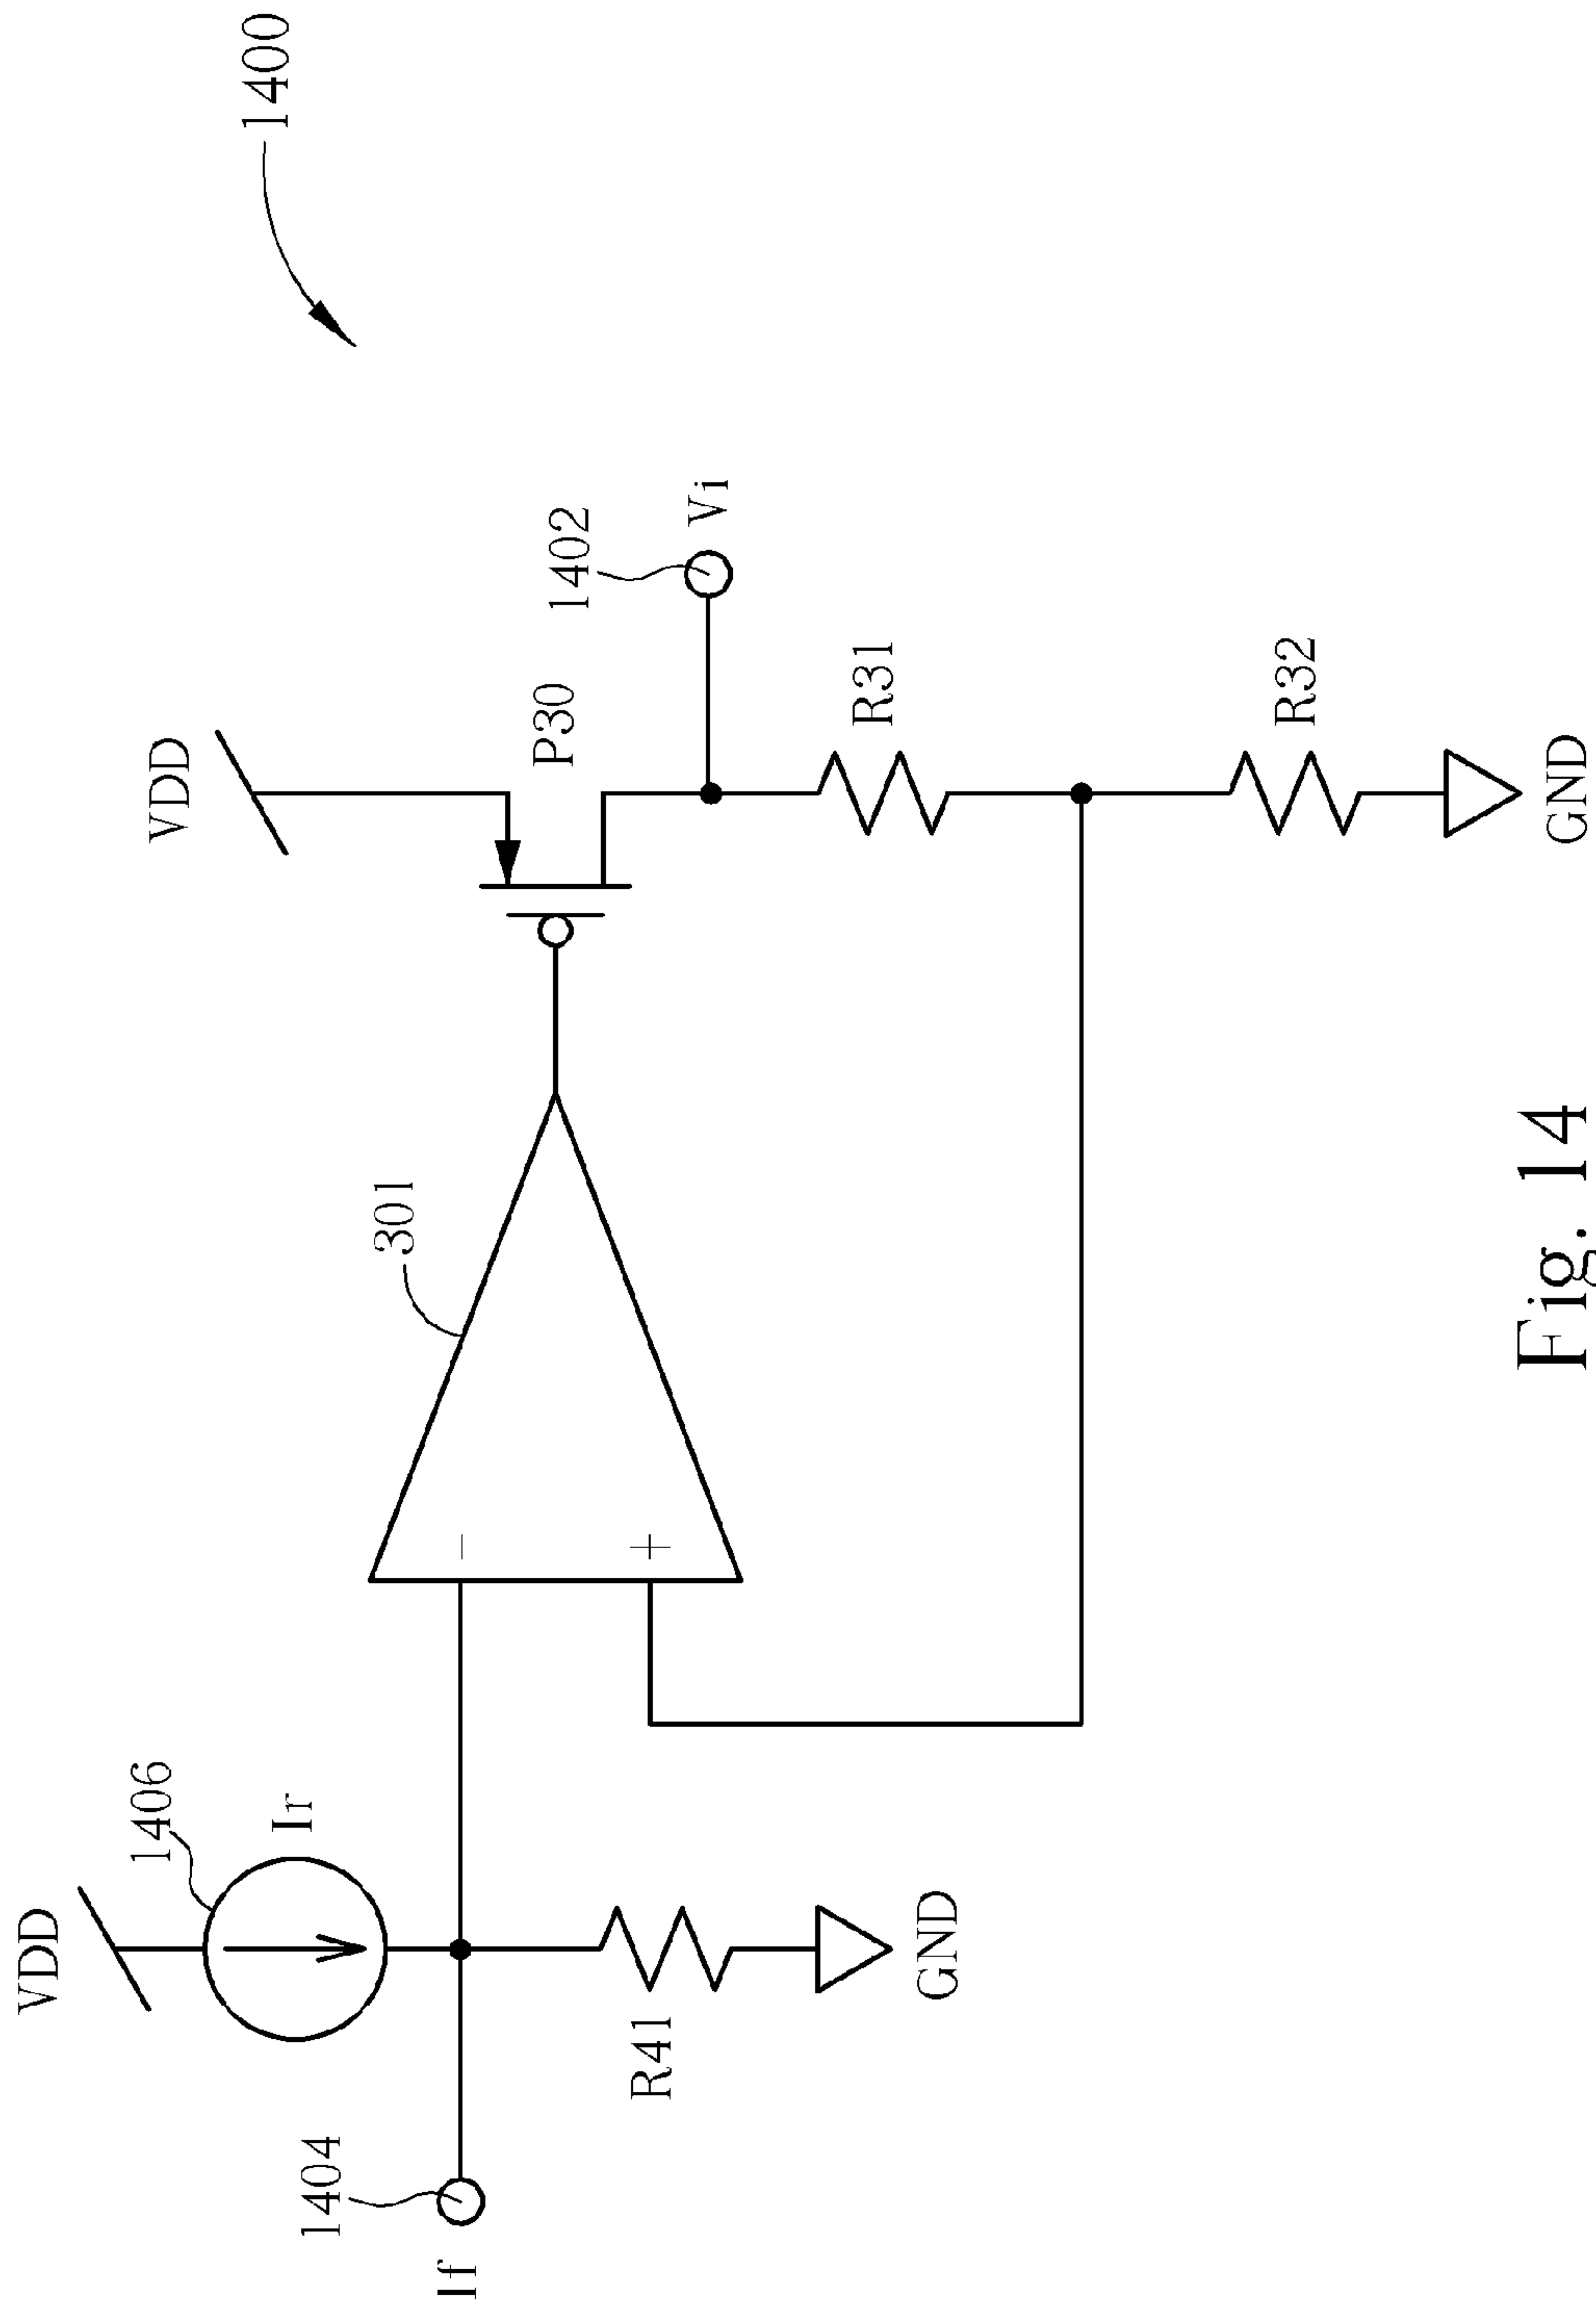 1400
VDD
1406
Ir
1404
If
R41
GND
301
−
+
VDD
P30
1402
Vi
R31
R32
GND
Fig. 14